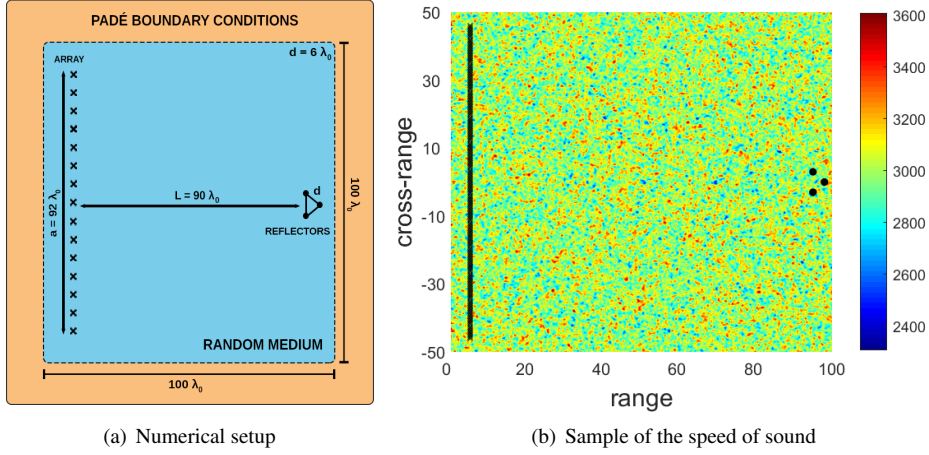 PADÉ BOUNDARY CONDITIONS
d = 6 λ₀
ARRAY
a = 92 λ₀
L = 90 λ₀
d
REFLECTORS
100 λ₀
RANDOM MEDIUM
100 λ₀
(a) Numerical setup
50
30
10
-10
-30
-50
cross-range
0 20 40 60 80 100
range
3600
3400
3200
3000
2800
2600
2400
(b) Sample of the speed of sound